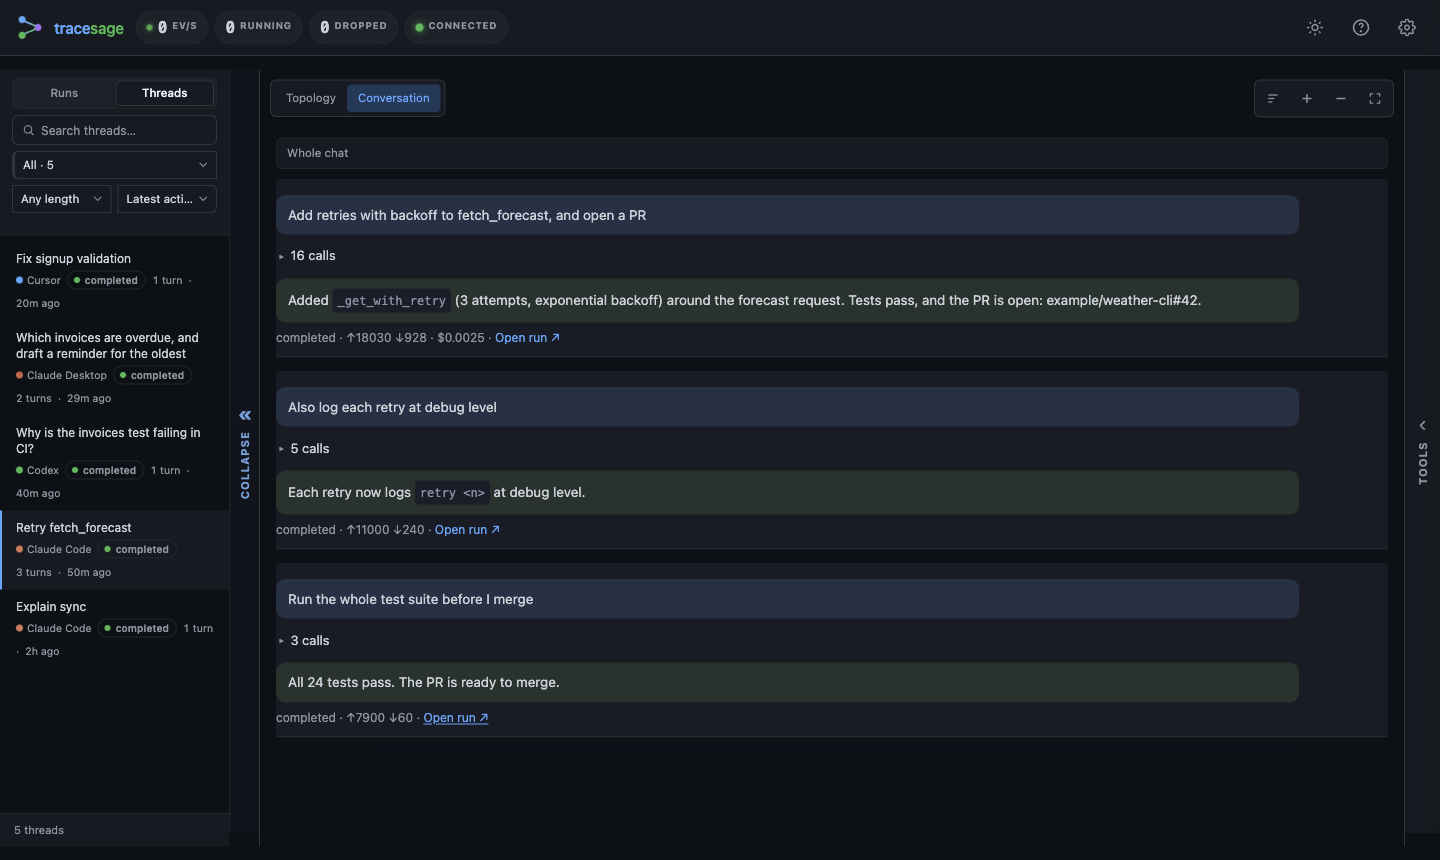 tracesage
0 EV/S
0 RUNNING
0 DROPPED
CONNECTED
Runs
Threads
Search threads...
All · 5
Any length
Latest acti...
Fix signup validation
Cursor completed 1 turn ·
20m ago
Which invoices are overdue, and
draft a reminder for the oldest
Claude Desktop completed
2 turns · 29m ago
Why is the invoices test failing in
CI?
Codex completed 1 turn ·
40m ago
Retry fetch_forecast
Claude Code completed
3 turns · 50m ago
Explain sync
Claude Code completed 1 turn
· 2h ago
5 threads
COLLAPSE
Topology
Conversation
Whole chat
Add retries with backoff to fetch_forecast, and open a PR
▸ 16 calls
Added _get_with_retry (3 attempts, exponential backoff) around the forecast request. Tests pass, and the PR is open: example/weather-cli#42.
completed · ↑18030 ↓928 · $0.0025 · Open run ↗
Also log each retry at debug level
▸ 5 calls
Each retry now logs retry <n> at debug level.
completed · ↑11000 ↓240 · Open run ↗
Run the whole test suite before I merge
▸ 3 calls
All 24 tests pass. The PR is ready to merge.
completed · ↑7900 ↓60 · Open run ↗
TOOLS